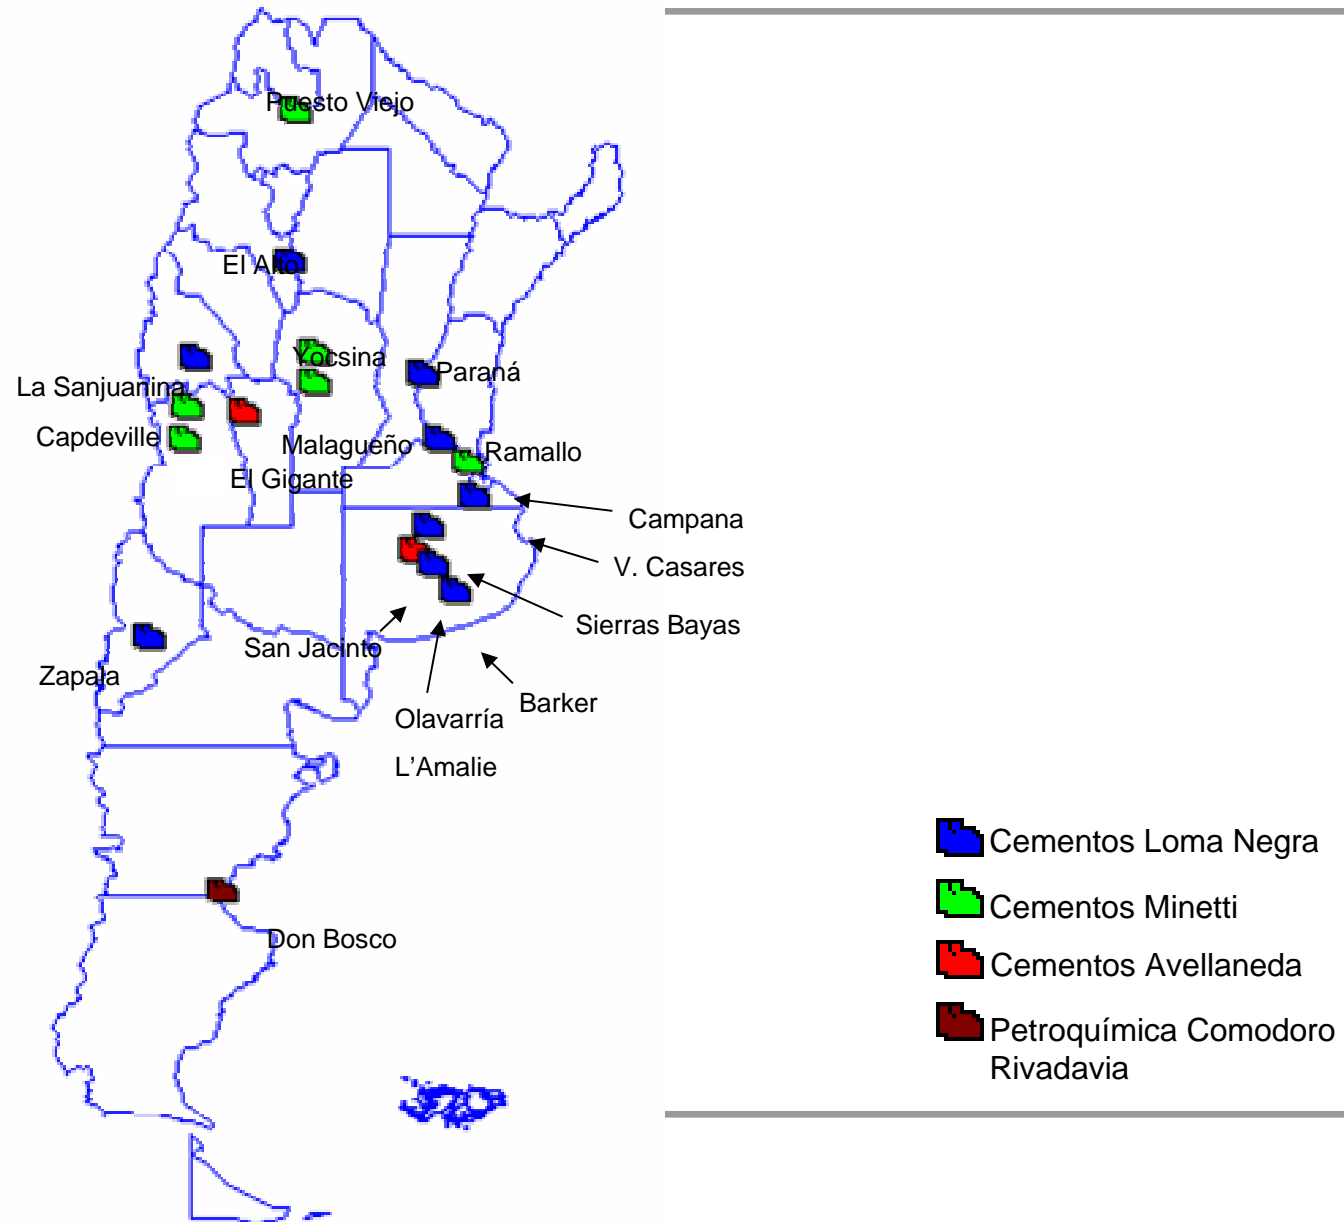 Puesto Viejo
El Alto
Yocsina
Paraná
La Sanjuanina
Capdeville
Malagueño
Ramallo
El Gigante
Campana
V. Casares
Sierras Bayas
San Jacinto
Zapala
Barker
Olavarría
L'Amalie
Cementos Loma Negra
Cementos Minetti
Don Bosco
Cementos Avellaneda
Petroquímica Comodoro
Rivadavia